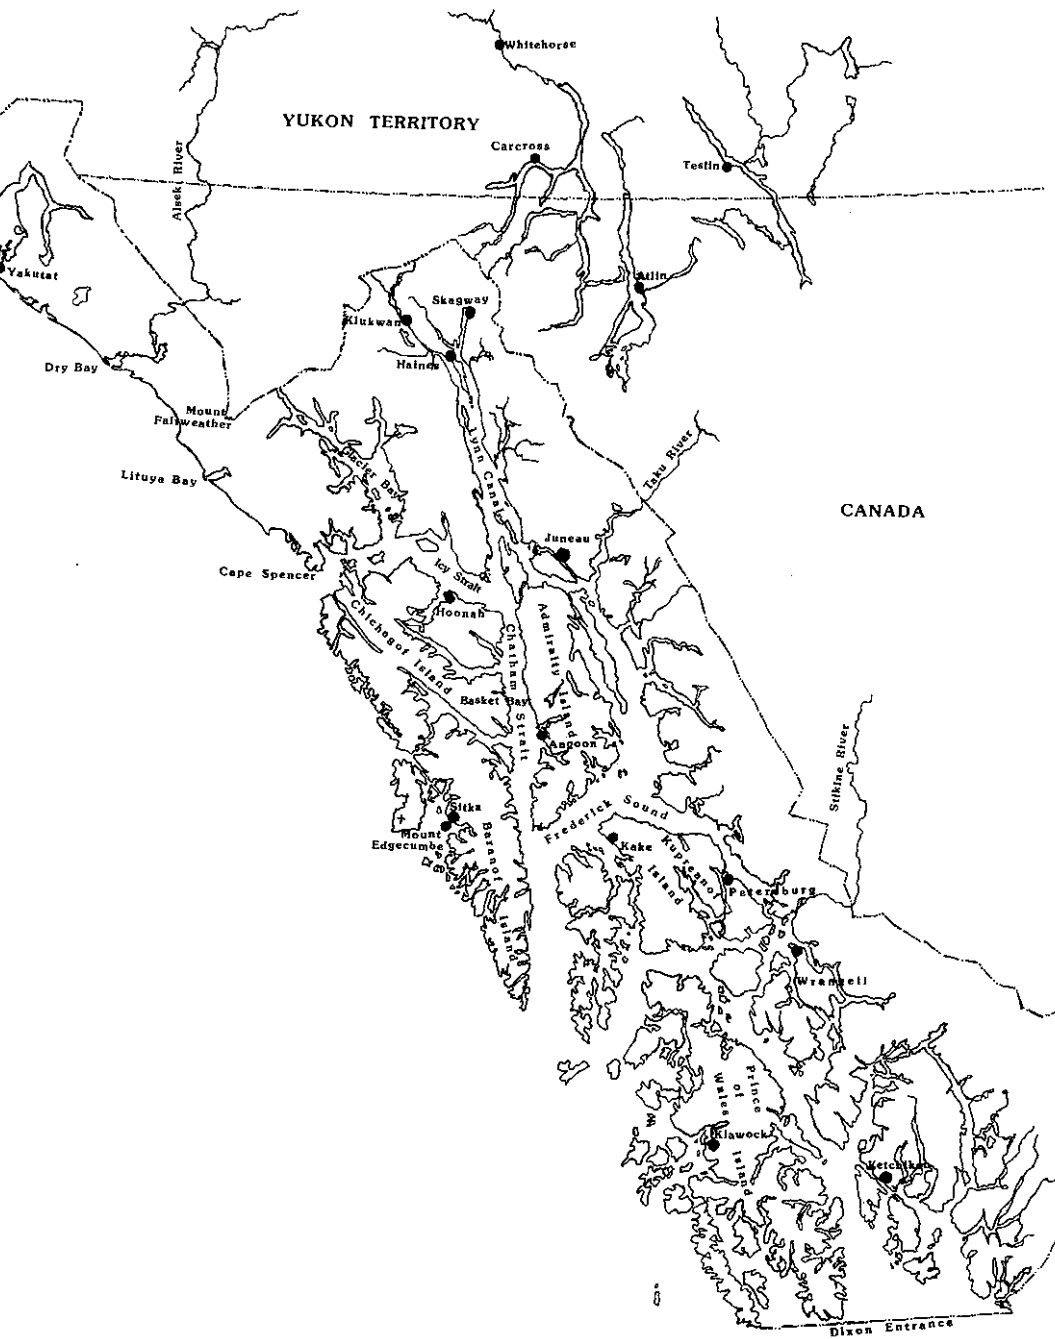 Whitehorse
YUKON TERRITORY
Carcross
Teslin
Alsek River
Yakutat
Atlin
Skagway
Klukwan
Haines
Dry Bay
Mount
Fairweather
Lynn Canal
Taku River
Glacier Bay
Lituya Bay
CANADA
Juneau
Cape Spencer
Icy Strait
Hoonah
Chichagof Island
Chatham Strait
Admiralty Island
Basket Bay
Angoon
Stikine River
Sitka
Mount
Edgecumbe
Baranof Island
Frederick Sound
Kake
Kupreanof
Island
Petersburg
Wrangell
Prince
of
Wales Island
Klawock
Ketchikan
Dixon Entrance